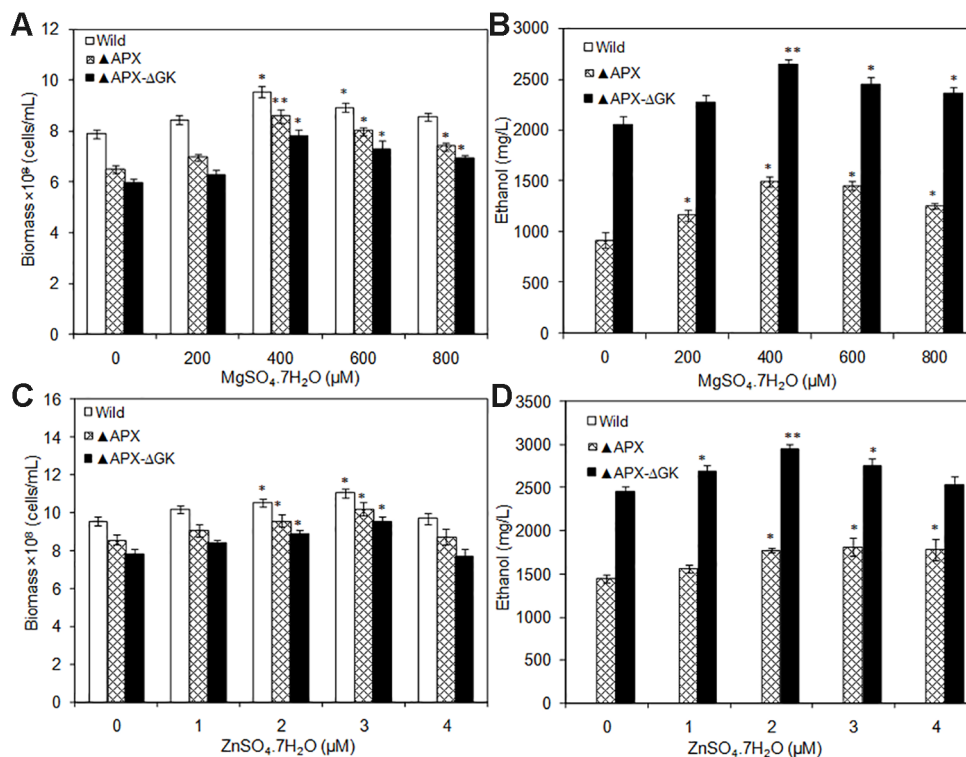 A
Biomass ×10⁸ (cells/mL)
12
10
8
6
4
2
0
Wild
▲APX
▲APX-ΔGK
*
**
*
*
*
*
*
*
0 200 400 600 800
MgSO₄.7H₂O (µM)
B
Ethanol (mg/L)
3000
2500
2000
1500
1000
500
0
Wild
▲APX
▲APX-ΔGK
*
*
**
*
*
*
*
0 200 400 600 800
MgSO₄.7H₂O (µM)
C
Biomass ×10⁸ (cells/mL)
16
14
12
10
8
6
4
2
0
Wild
▲APX
▲APX-ΔGK
*
*
*
*
*
*
0 1 2 3 4
ZnSO₄.7H₂O (µM)
D
Ethanol (mg/L)
3500
3000
2500
2000
1500
1000
500
0
Wild
▲APX
▲APX-ΔGK
*
*
**
*
*
*
0 1 2 3 4
ZnSO₄.7H₂O (µM)